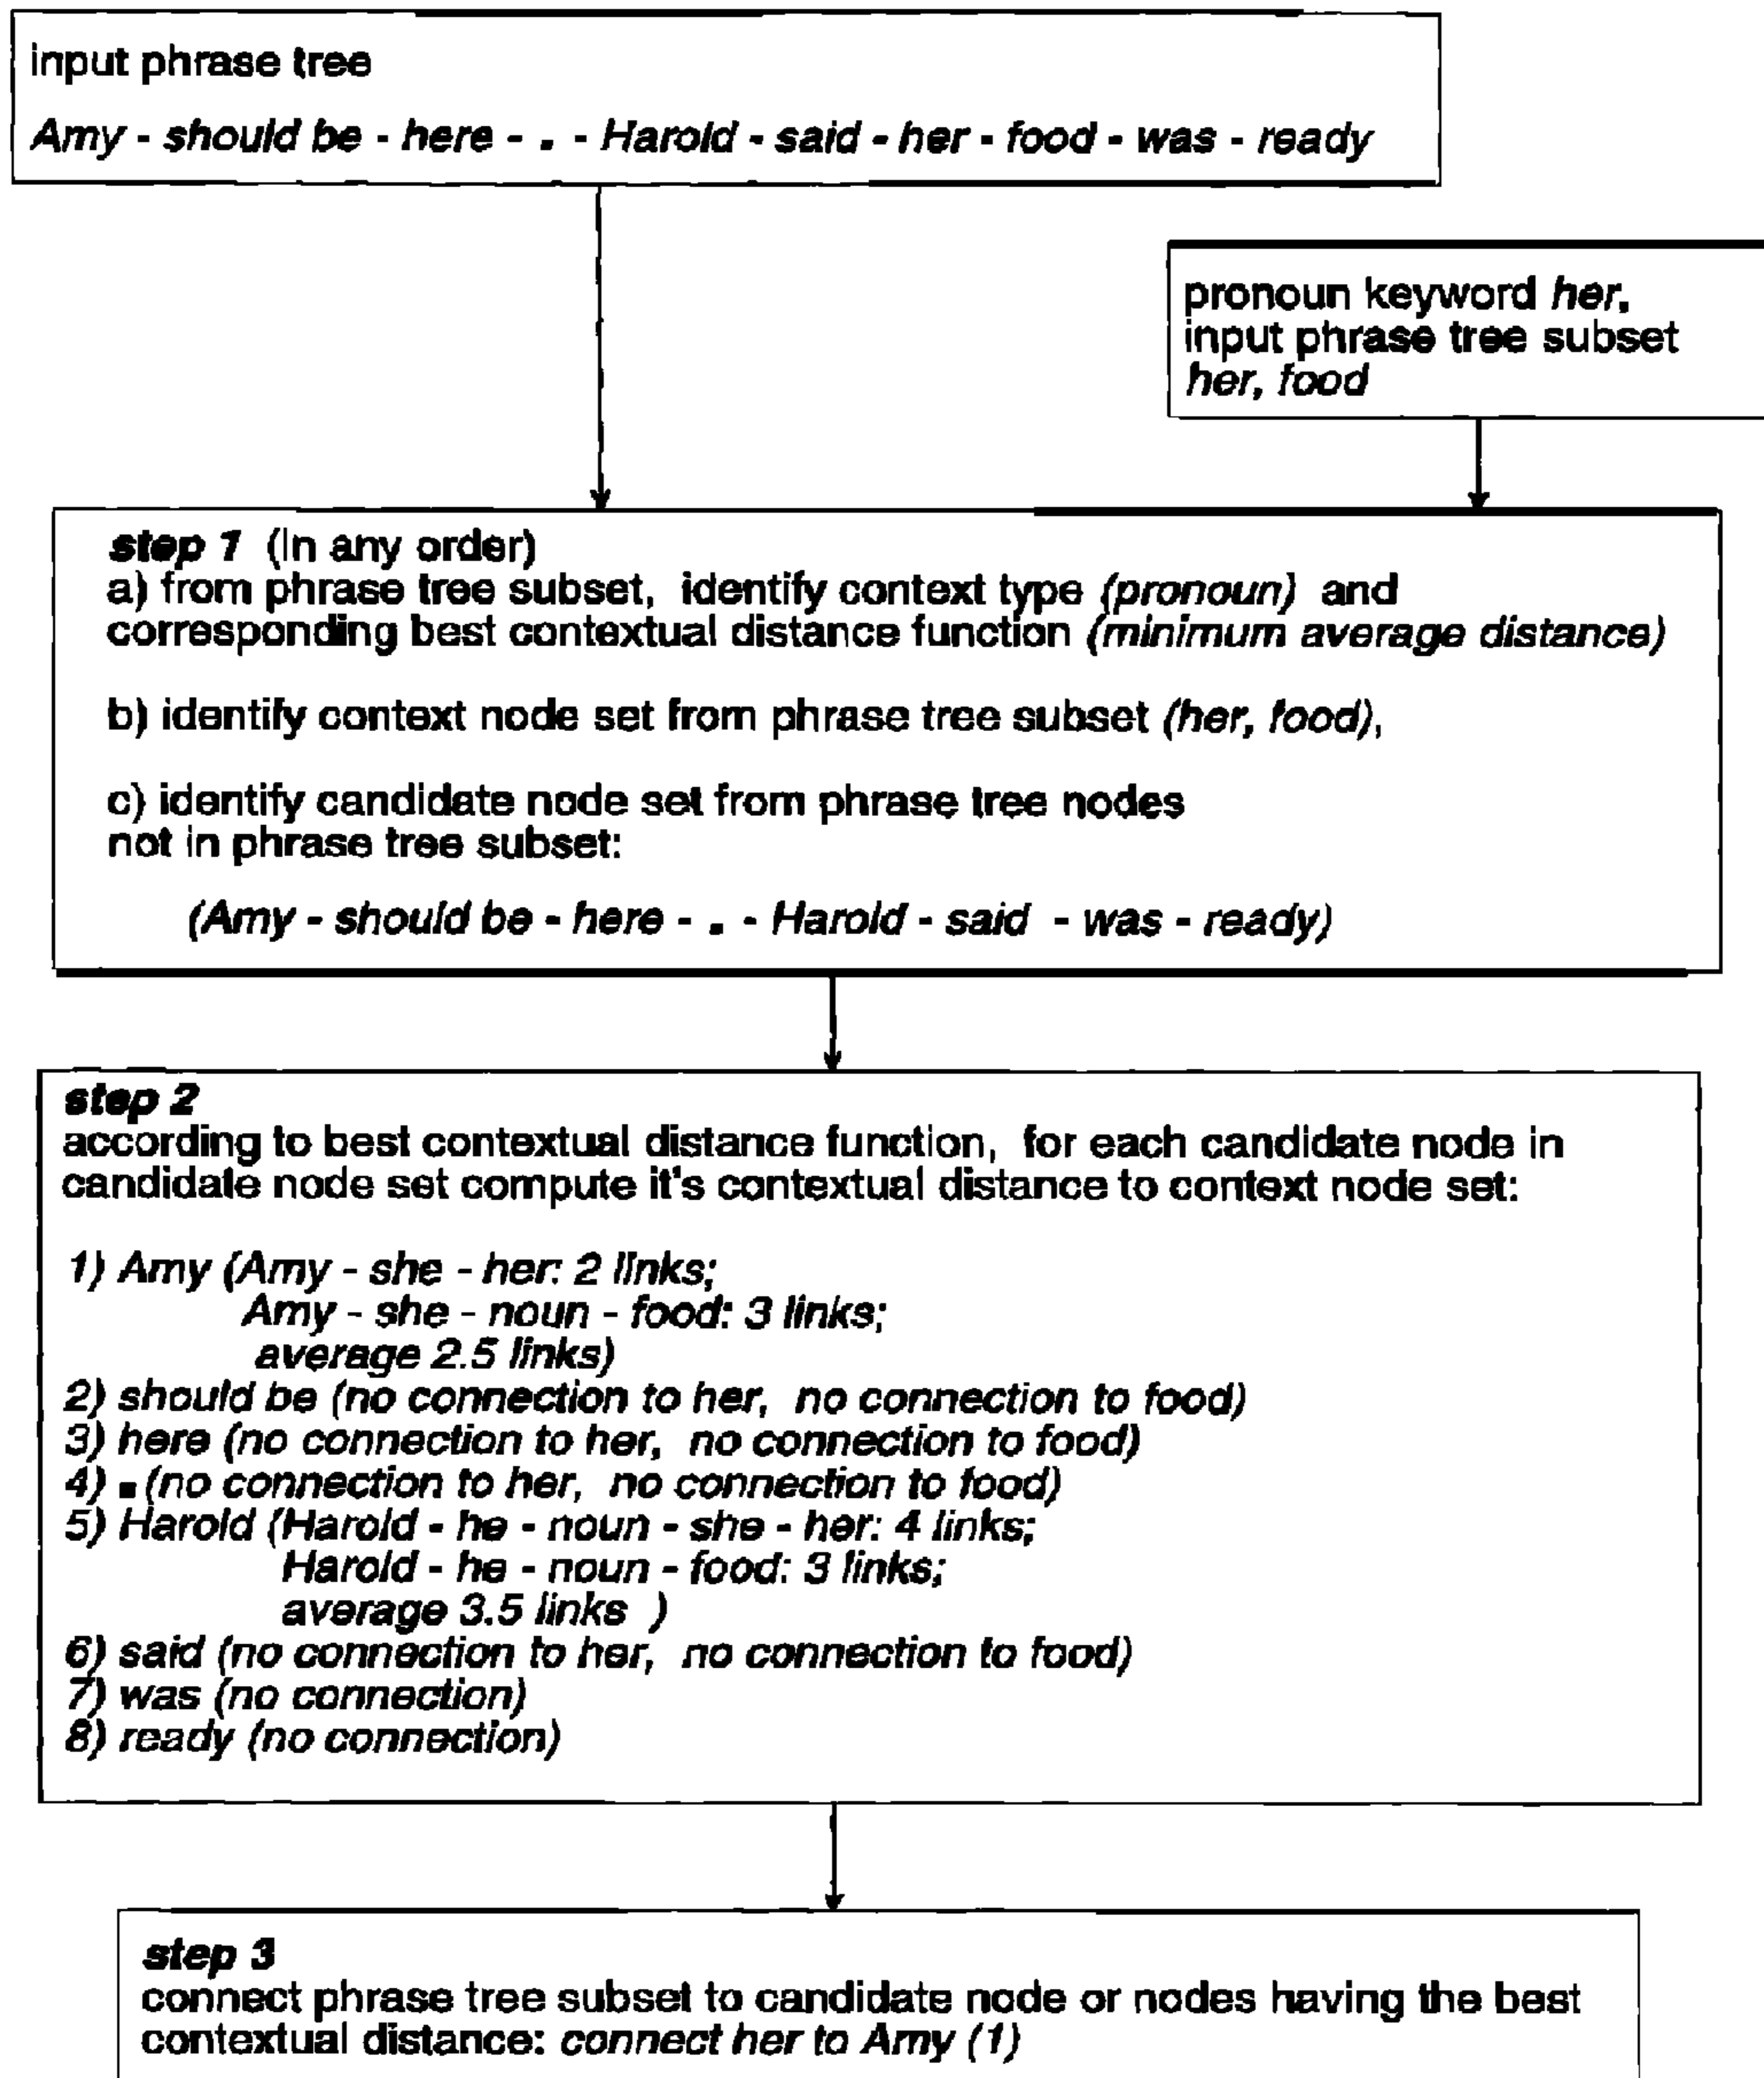 input phrase tree
Amy - should be - here - . - Harold - said - her - food - was - ready
pronoun keyword her,
input phrase tree subset
her, food
step 1 (in any order)
a) from phrase tree subset, identify context type (pronoun) and
corresponding best contextual distance function (minimum average distance)
b) identify context node set from phrase tree subset (her, food),
c) identify candidate node set from phrase tree nodes
not in phrase tree subset:
(Amy - should be - here - . - Harold - said - was - ready)
step 2
according to best contextual distance function, for each candidate node in
candidate node set compute it's contextual distance to context node set:
1) Amy (Amy - she - her: 2 links;
Amy - she - noun - food: 3 links;
average 2.5 links)
2) should be (no connection to her, no connection to food)
3) here (no connection to her, no connection to food)
4) . (no connection to her, no connection to food)
5) Harold (Harold - he - noun - she - her: 4 links;
Harold - he - noun - food: 3 links;
average 3.5 links )
6) said (no connection to her, no connection to food)
7) was (no connection)
8) ready (no connection)
step 3
connect phrase tree subset to candidate node or nodes having the best
contextual distance: connect her to Amy (1)